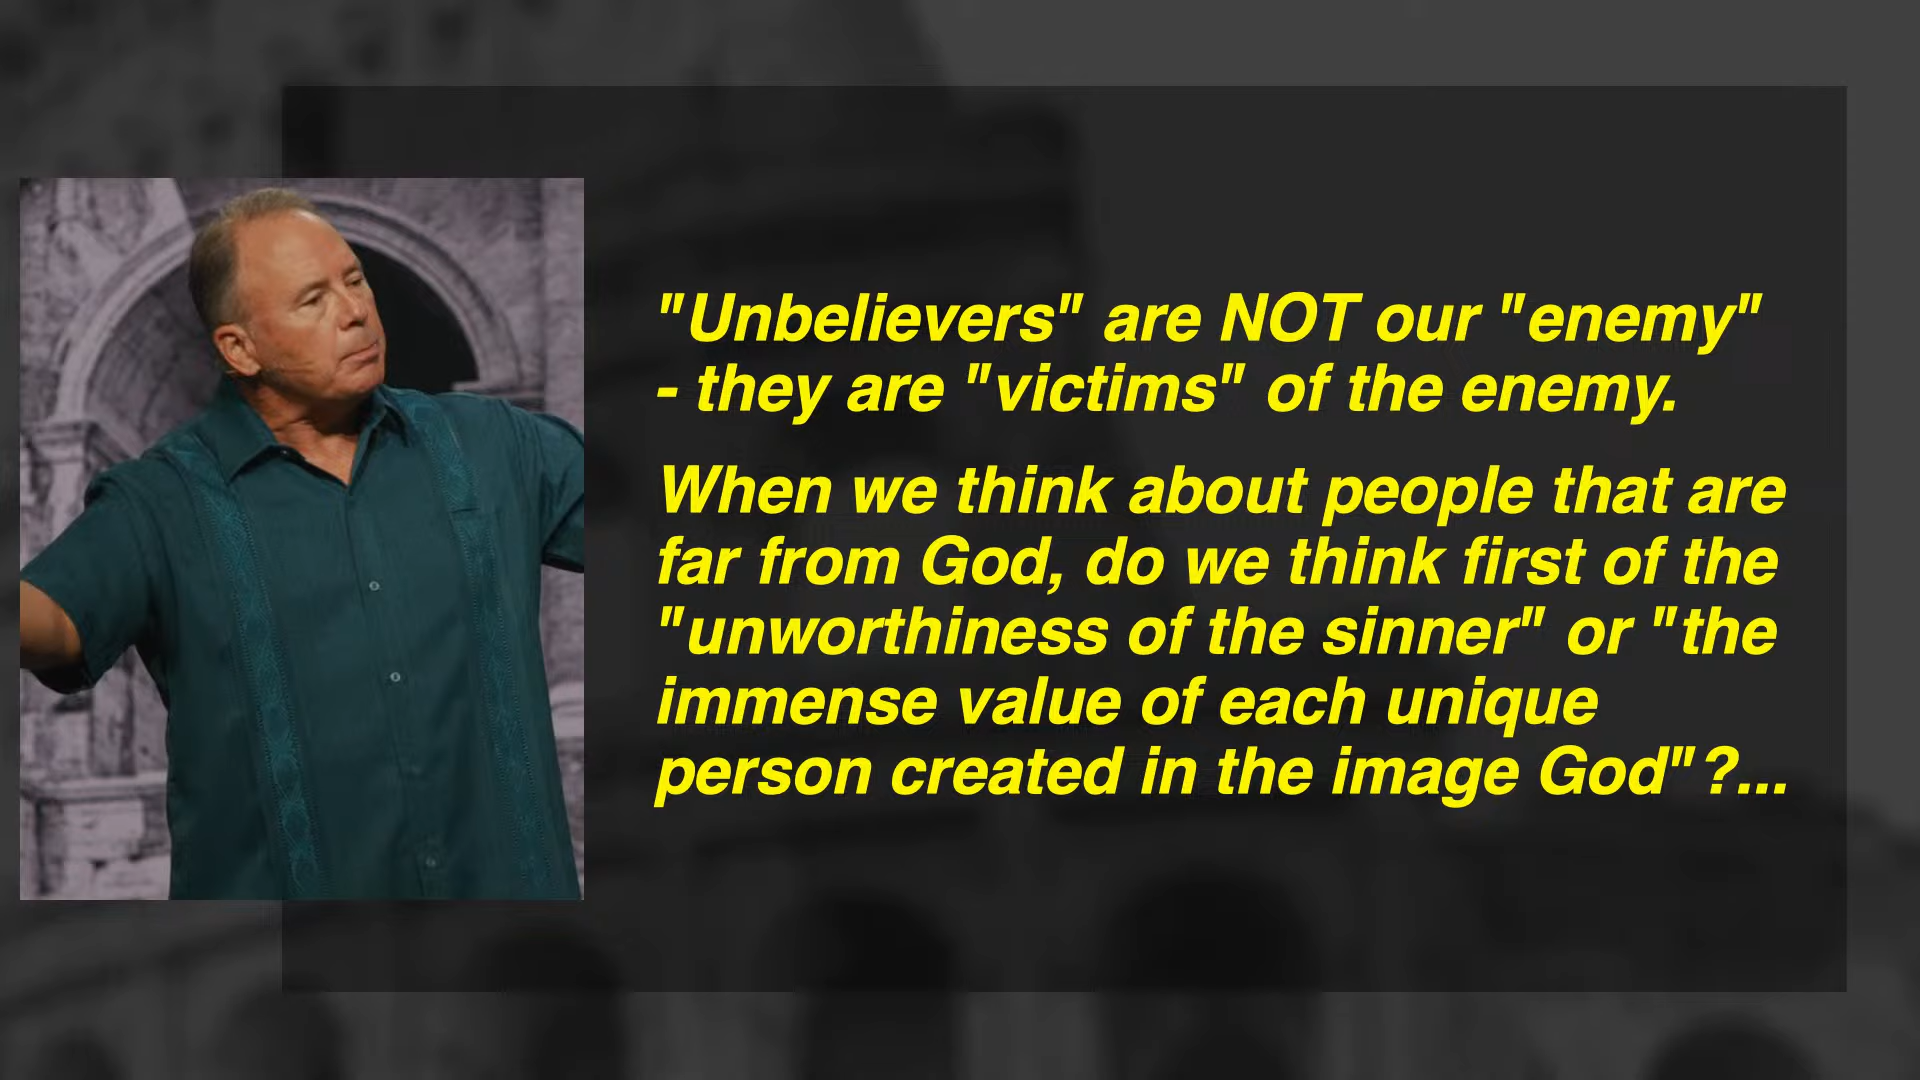 "Unbelievers" are NOT our "enemy"
- they are "victims" of the enemy.
When we think about people that are
far from God, do we think first of the
"unworthiness of the sinner" or "the
immense value of each unique
person created in the image God"?...